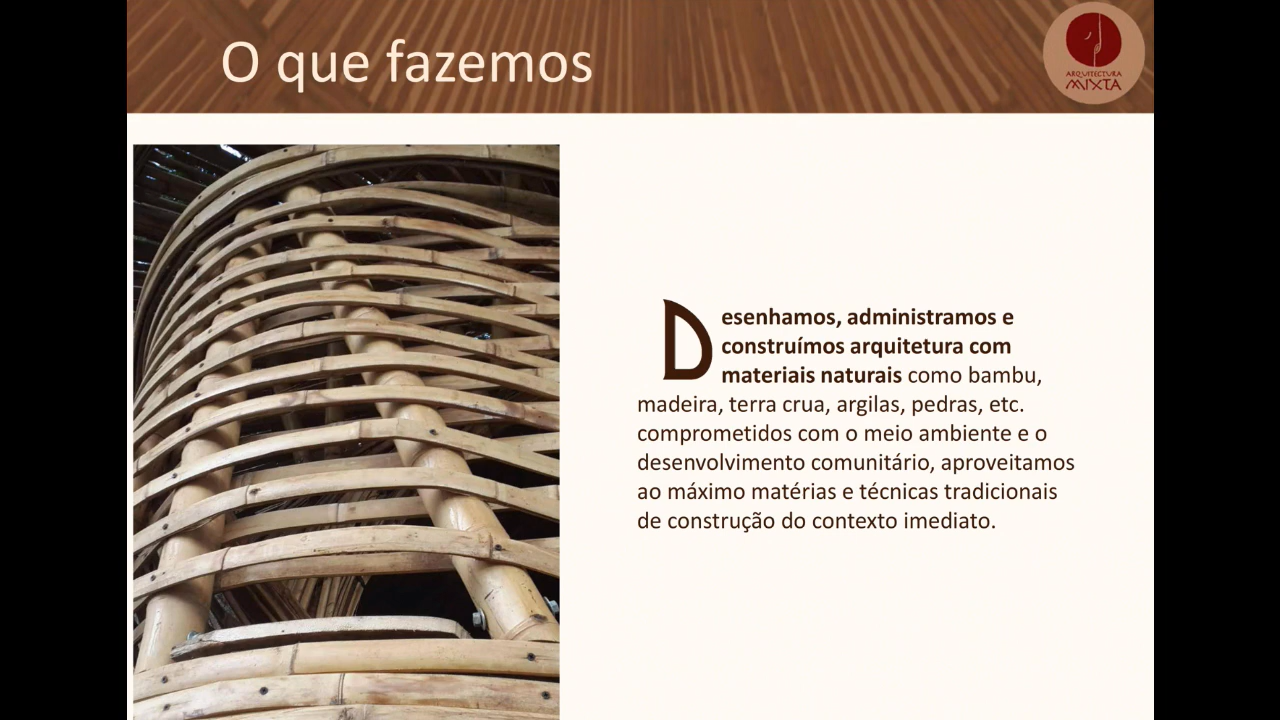 O que fazemos
ARQUITECTURA
MIXTA
Desenhamos, administramos e
construímos arquitetura com
materiais naturais como bambu,
madeira, terra crua, argilas, pedras, etc.
comprometidos com o meio ambiente e o
desenvolvimento comunitário, aproveitamos
ao máximo matérias e técnicas tradicionais
de construção do contexto imediato.